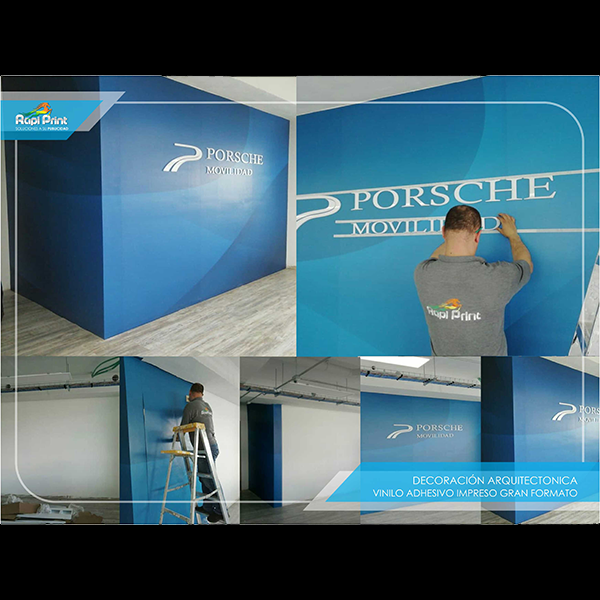 Rapi Print
SOLUCIONES A SU PUBLICIDAD
PORSCHE
MOVILIDAD
PORSCHE
MOVILIDAD
Rapi Print
PORSCHE
MOVILIDAD
PORS
DECORACIÓN ARQUITECTONICA
VINILO ADHESIVO IMPRESO GRAN FORMATO